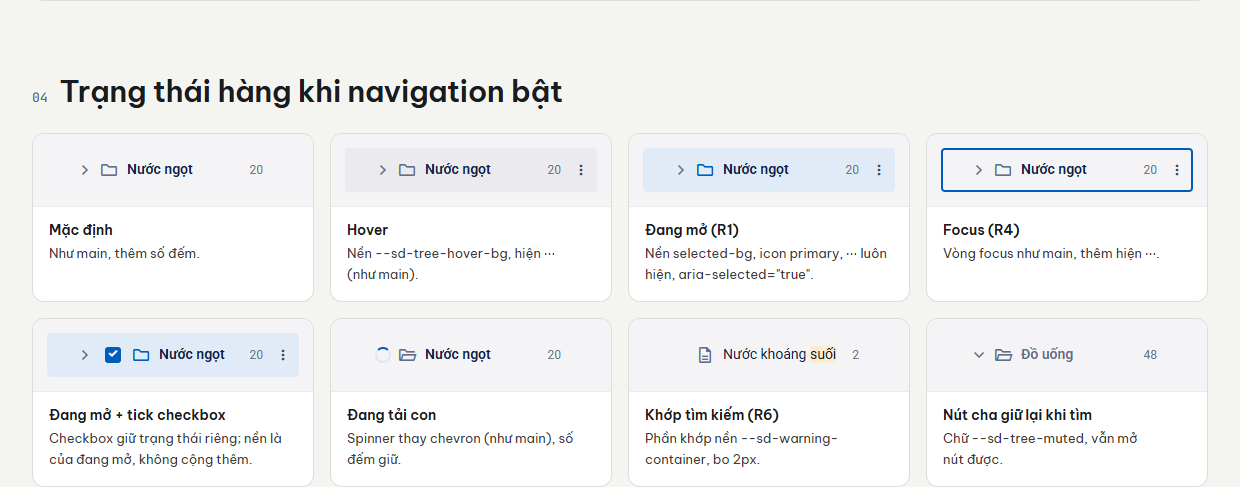 04 Trạng thái hàng khi navigation bật
Nước ngọt 20
Mặc định
Như main, thêm số đếm.
Nước ngọt 20
Hover
Nền --sd-tree-hover-bg, hiện ···
(như main).
Nước ngọt 20
Đang mở (R1)
Nền selected-bg, icon primary, ··· luôn
hiện, aria-selected="true".
Nước ngọt 20
Focus (R4)
Vòng focus như main, thêm hiện ···.
Nước ngọt 20
Đang mở + tick checkbox
Checkbox giữ trạng thái riêng; nền là
của đang mở, không cộng thêm.
Nước ngọt 20
Đang tải con
Spinner thay chevron (như main), số
đếm giữ.
Nước khoáng suối 2
Khớp tìm kiếm (R6)
Phần khớp nền --sd-warning-
container, bo 2px.
Đồ uống 48
Nút cha giữ lại khi tìm
Chữ --sd-tree-muted, vẫn mở
nút được.